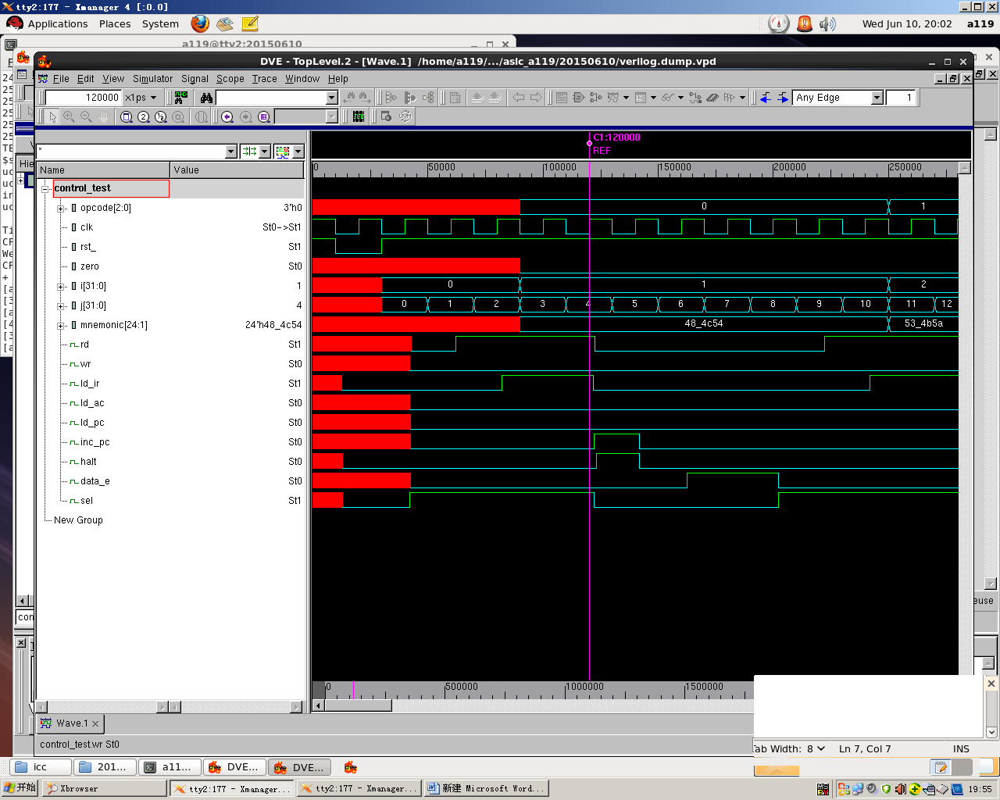 tty2:177 - Xmanager 4 [:0.0]
Applications Places System Wed Jun 10, 20:02 a119
a119@tty2:20150610
DVE - TopLevel.2 - [Wave.1] /home/a119/.../asic_a119/20150610/verilog.dump.vpd
File Edit View Simulator Signal Scope Trace Window Help
120000 x1ps Any Edge 1
C1:120000
REF
*
Name Value
0 50000 100000 150000 200000 250000
control_test
opcode[2:0] 3'h0 0 1
clk St0->St1
rst_ St1
zero St0
i[31:0] 1 0 1 2
j[31:0] 4 0 1 2 3 4 5 6 7 8 9 10 11 12
mnemonic[24:1] 24'h48_4c54 48_4c54 53_4b5a
rd St1
wr St0
ld_ir St1
ld_ac St0
ld_pc St0
inc_pc St0
halt St0
data_e St0
sel St1
New Group
0 500000 1000000 1500000
Wave.1
control_test.wr St0
Hie
con
euse
ab Width: 8 Ln 7, Col 7 INS
icc 201... a11... DVE... DVE...
开始 Xbrowser tty2:177 - Xmanager... tty2:177 - Xmanager... 新建 Microsoft Word... 19:55